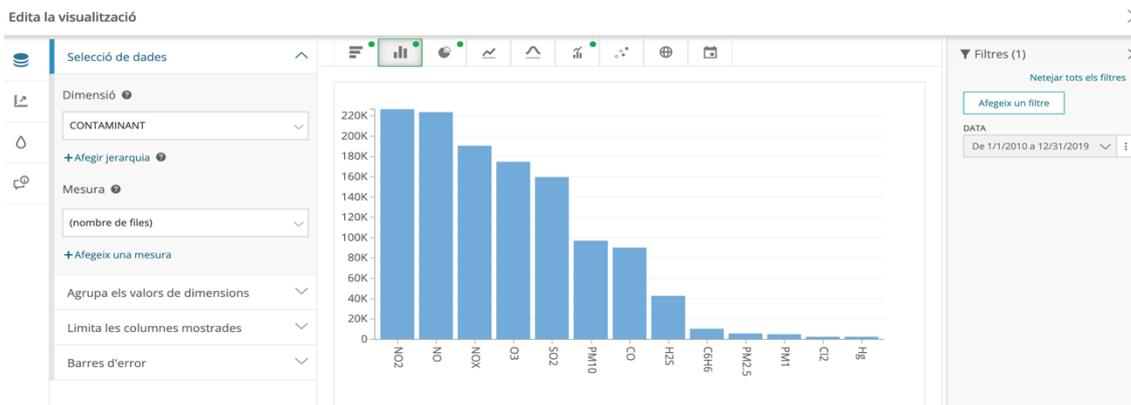 Edita la visualització
Selecció de dades
Dimensió
CONTAMINANT
+Afegir jerarquia
Mesura
(nombre de files)
+Afegeix una mesura
Agrupa els valors de dimensions
Limita les columnes mostrades
Barres d'error
220K
200K
180K
160K
140K
120K
100K
80K
60K
40K
20K
0
NO2
NO
NOX
O3
SO2
PM10
CO
H2S
C6H6
PM2.5
PM1
Cl2
Hg
Filtres (1)
Netejar tots els filtres
Afegeix un filtre
DATA
De 1/1/2010 a 12/31/2019